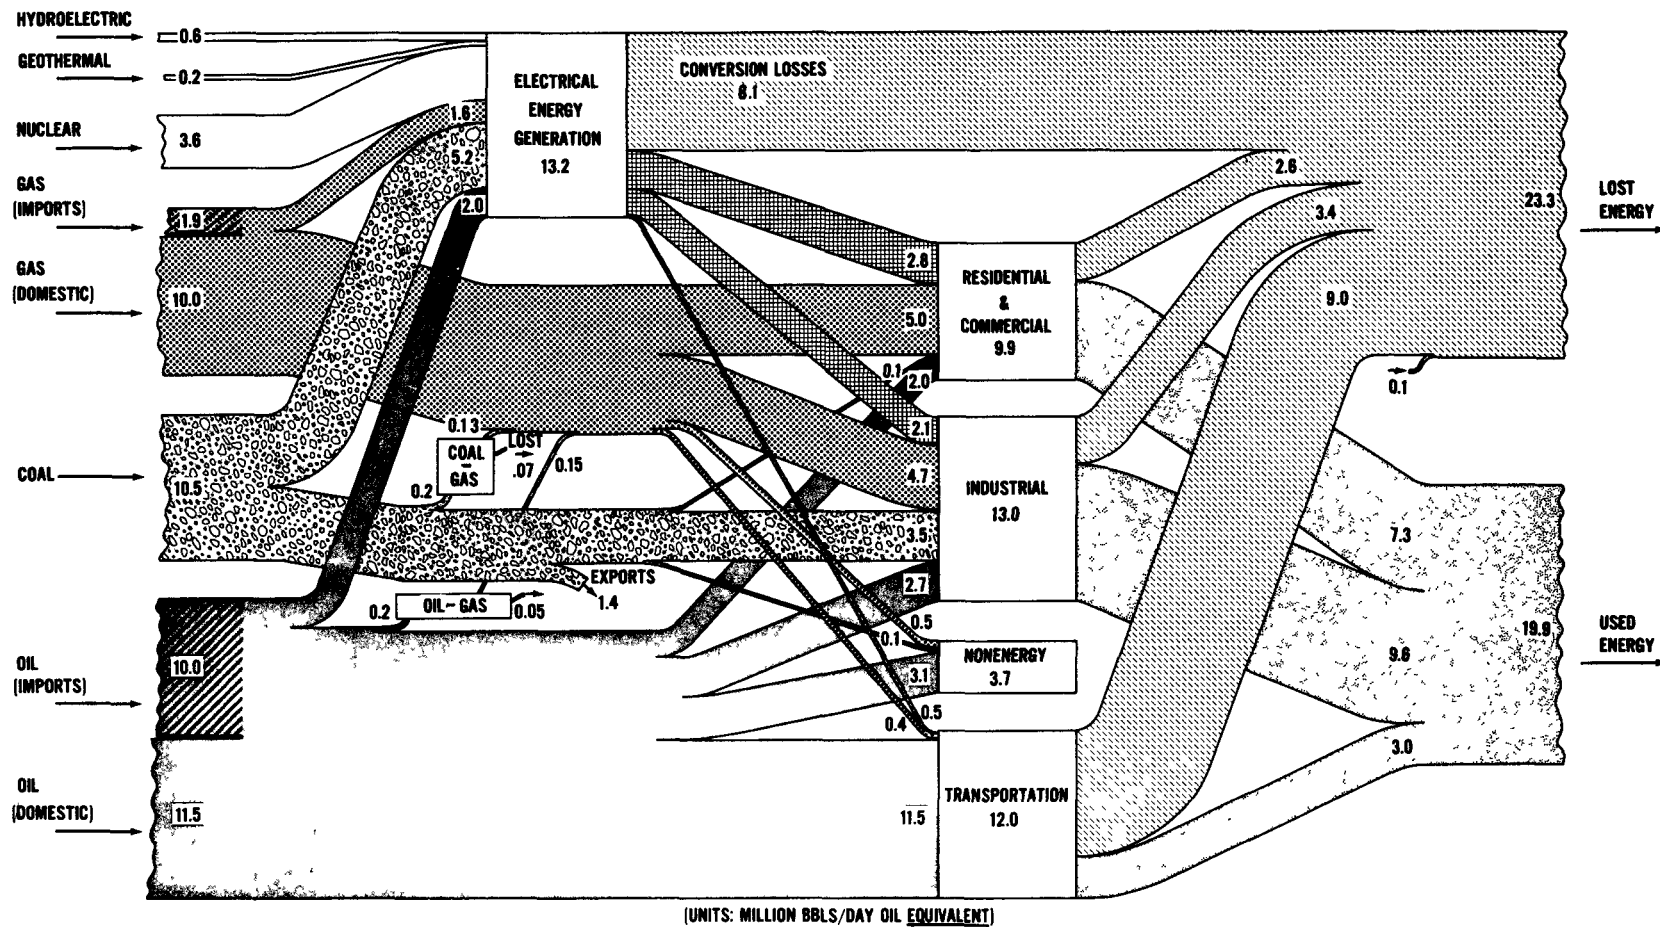 HYDROELECTRIC
0.6
GEOTHERMAL
0.2
NUCLEAR
3.6
GAS
(IMPORTS)
1.9
GAS
(DOMESTIC)
10.0
COAL
10.5
OIL
(IMPORTS)
10.0
OIL
(DOMESTIC)
11.5
1.6
5.2
2.0
ELECTRICAL
ENERGY
GENERATION
13.2
CONVERSION LOSSES
8.1
0.13
COAL
-
GAS
LOST
.07
0.15
0.2
EXPORTS
1.4
0.2
OIL-GAS
0.05
2.8
5.0
0.1
2.0
2.1
4.7
3.5
2.7
0.5
0.1
3.1
0.5
0.4
11.5
RESIDENTIAL
&
COMMERCIAL
9.9
INDUSTRIAL
13.0
NONENERGY
3.7
TRANSPORTATION
12.0
2.6
3.4
9.0
0.1
7.3
9.6
3.0
23.3
LOST
ENERGY
19.9
USED
ENERGY
(UNITS: MILLION BBLS/DAY OIL EQUIVALENT)